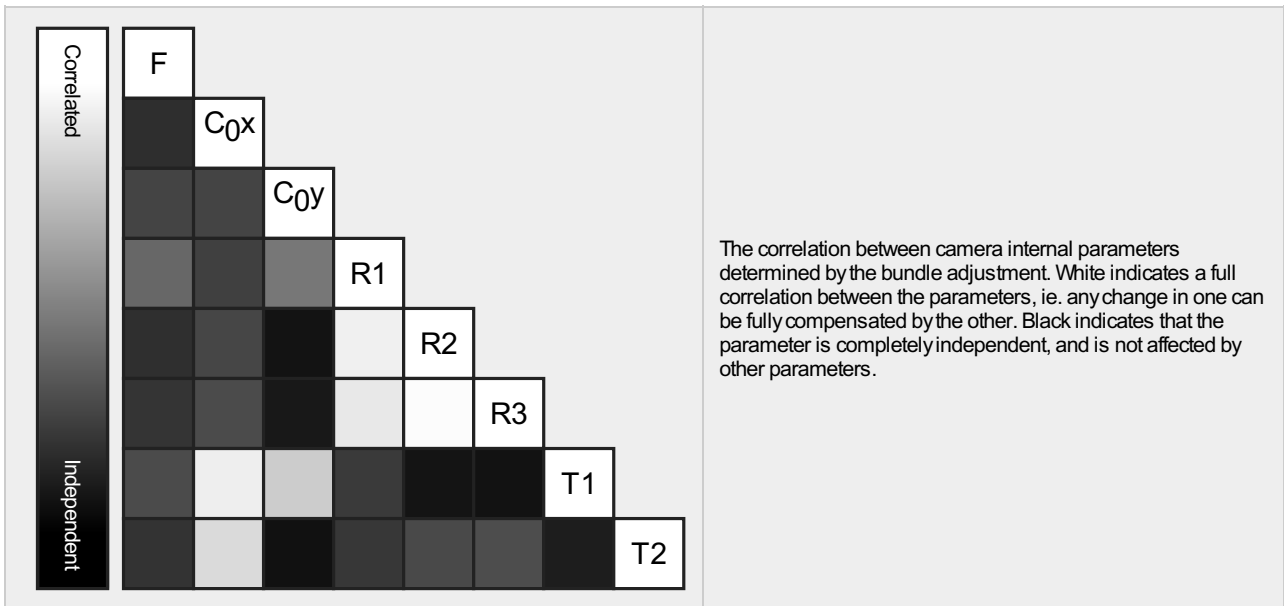 Correlated
Independent
F
C0x
C0y
R1
R2
R3
T1
T2
The correlation between camera internal parameters
determined by the bundle adjustment. White indicates a full
correlation between the parameters, ie. any change in one can
be fully compensated by the other. Black indicates that the
parameter is completely independent, and is not affected by
other parameters.